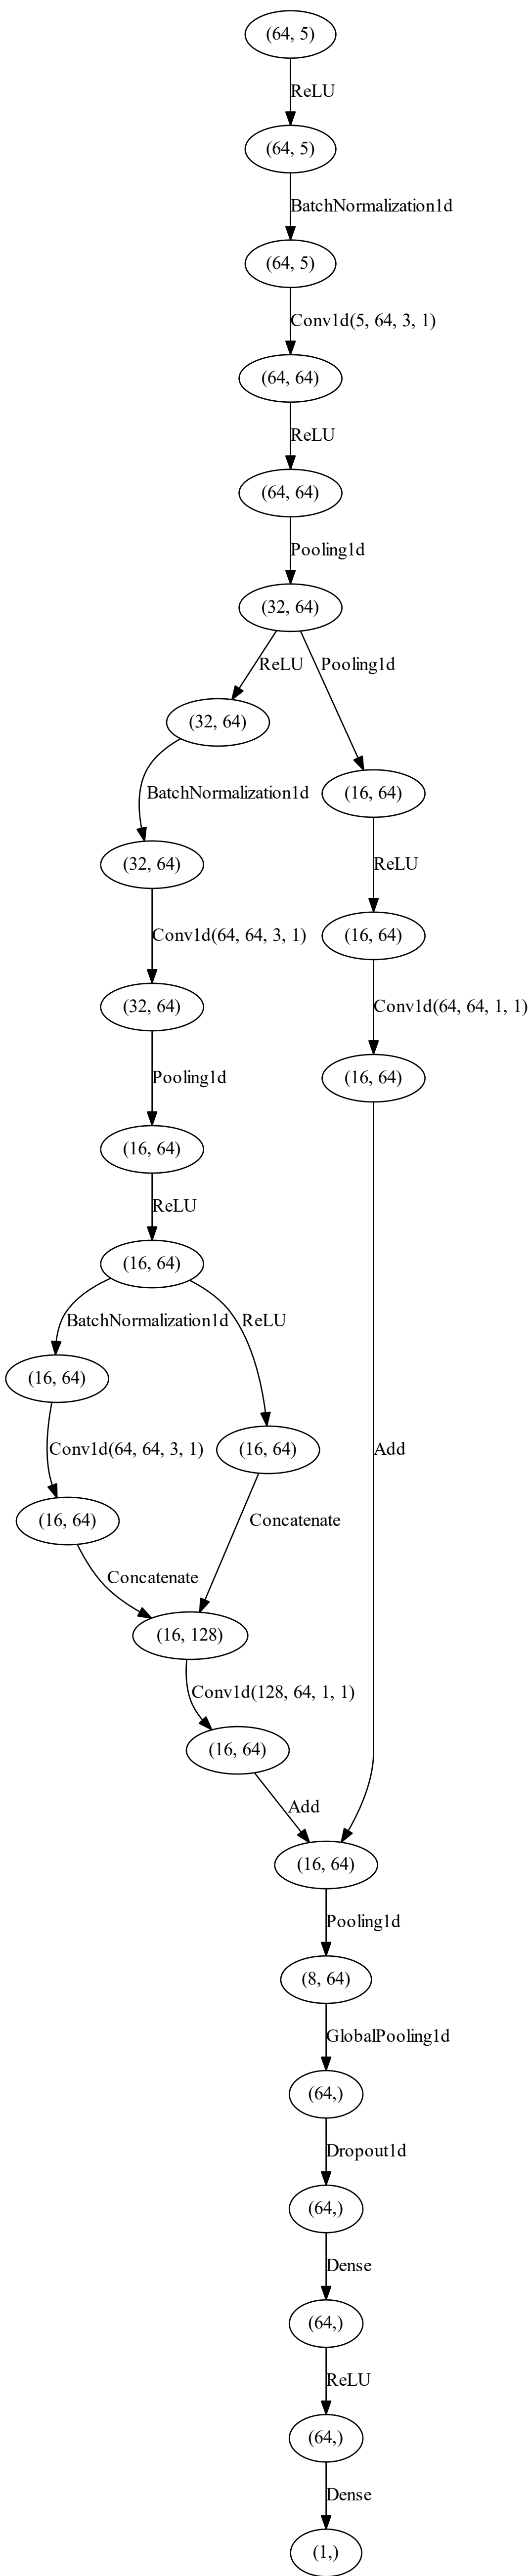 (64, 5)
ReLU
(64, 5)
BatchNormalization1d
(64, 5)
Conv1d(5, 64, 3, 1)
(64, 64)
ReLU
(64, 64)
Pooling1d
(32, 64)
ReLU
Pooling1d
(32, 64)
BatchNormalization1d
(16, 64)
(32, 64)
ReLU
Conv1d(64, 64, 3, 1)
(16, 64)
(32, 64)
Conv1d(64, 64, 1, 1)
Pooling1d
(16, 64)
(16, 64)
ReLU
(16, 64)
BatchNormalization1d
ReLU
(16, 64)
Conv1d(64, 64, 3, 1)
(16, 64)
Add
(16, 64)
Concatenate
Concatenate
(16, 128)
Conv1d(128, 64, 1, 1)
(16, 64)
Add
(16, 64)
Pooling1d
(8, 64)
GlobalPooling1d
(64,)
Dropout1d
(64,)
Dense
(64,)
ReLU
(64,)
Dense
(1,)